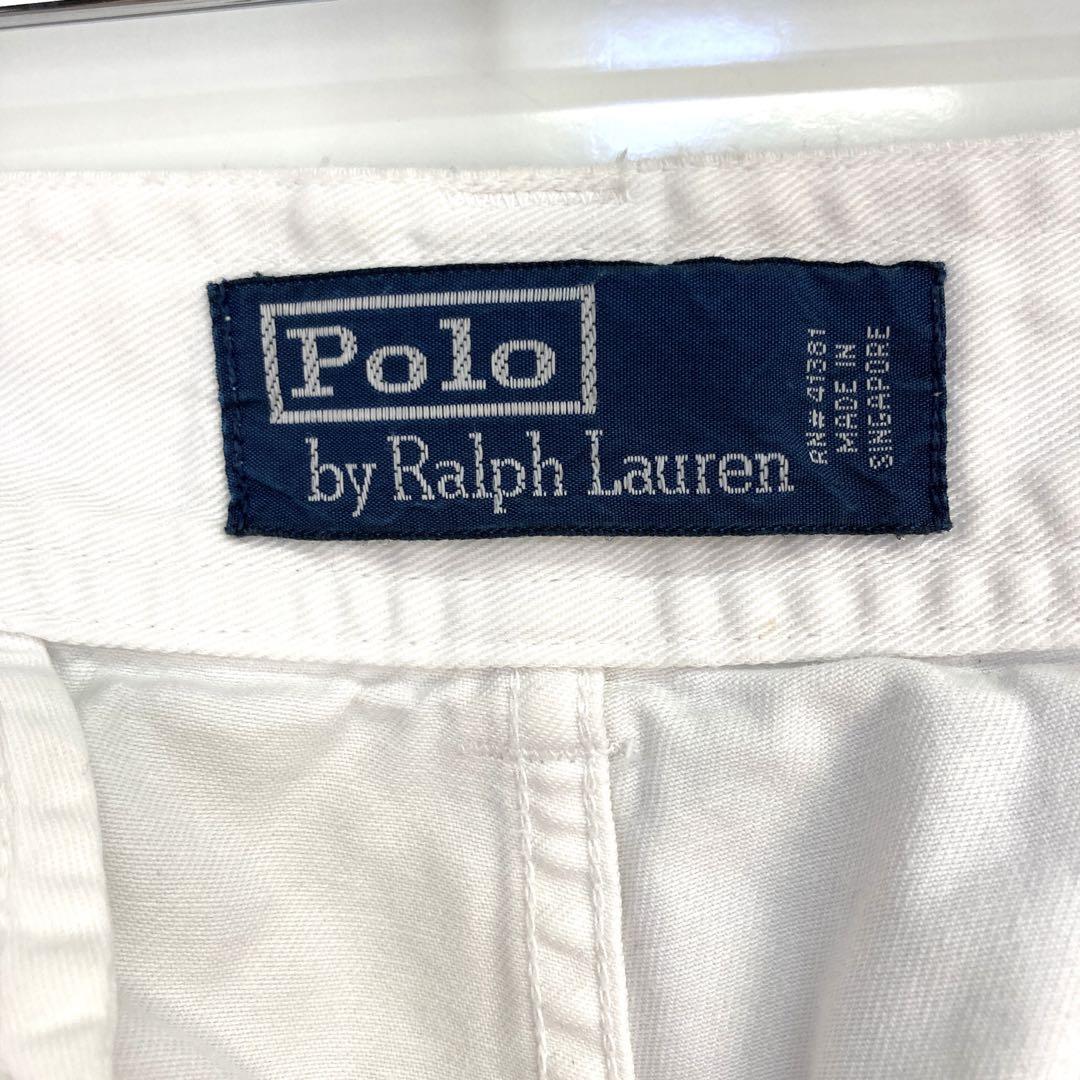 Polo
by Ralph Lauren
RN# 41381
MADE IN
SINGAPORE